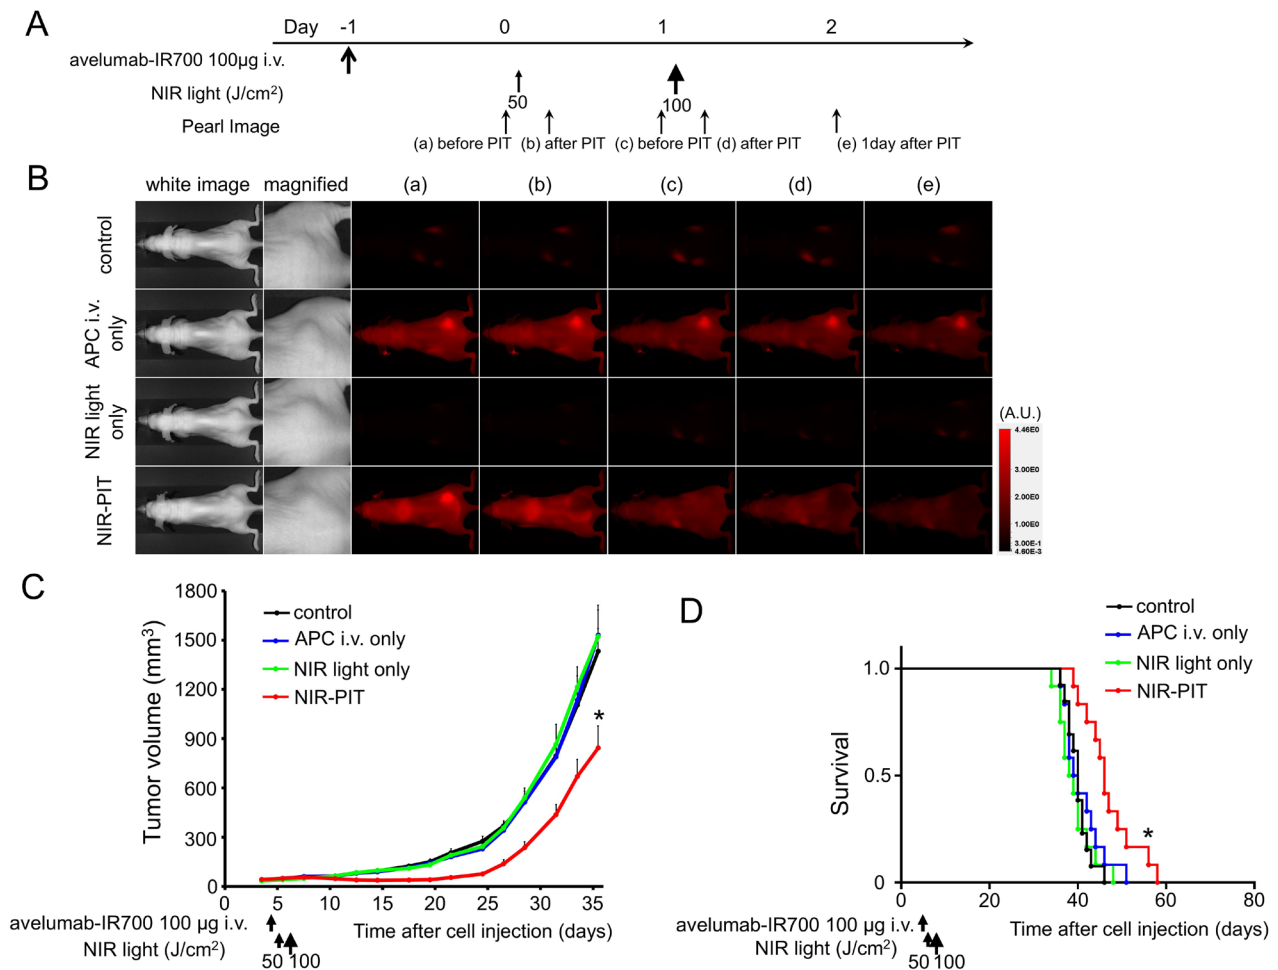 A
Day -1 0 1 2
avelumab-IR700 100µg i.v.
NIR light (J/cm²)
50 100
Pearl Image
(a) before PIT (b) after PIT (c) before PIT (d) after PIT (e) 1day after PIT
B
white image magnified (a) (b) (c) (d) (e)
control
APC i.v. only
NIR light only
NIR-PIT
(A.U.)
4.46E0
3.00E0
2.00E0
1.00E0
3.00E-1
4.60E-3
C
Tumor volume (mm³)
1800
1500
1200
900
600
300
0
control
APC i.v. only
NIR light only
NIR-PIT
*
0 5 10 15 20 25 30 35
Time after cell injection (days)
avelumab-IR700 100 µg i.v.
NIR light (J/cm²)
50 100
D
control
APC i.v. only
NIR light only
NIR-PIT
Survival
1.0
0.5
0
*
0 20 40 60 80
Time after cell injection (days)
avelumab-IR700 100 µg i.v.
NIR light (J/cm²)
50 100